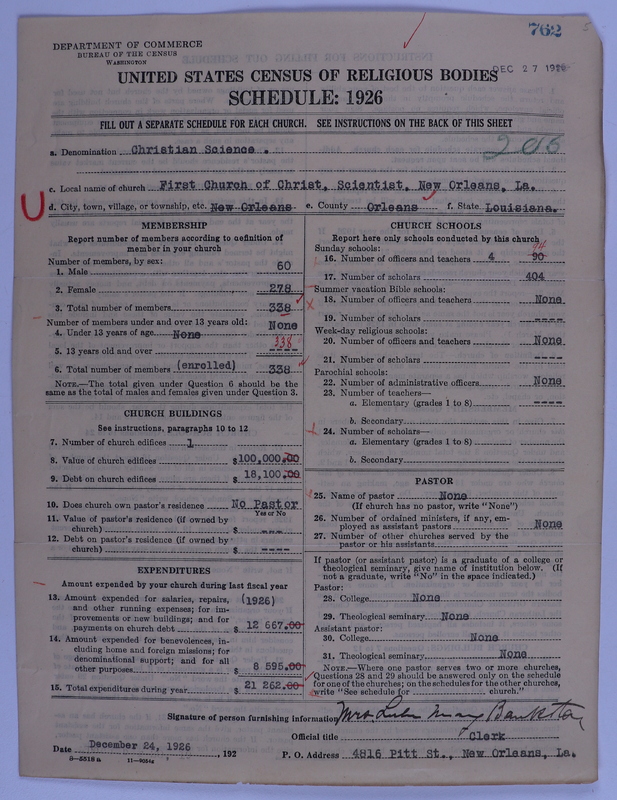 762
DEPARTMENT OF COMMERCE
BUREAU OF THE CENSUS
WASHINGTON
DEC 27 1926
UNITED STATES CENSUS OF RELIGIOUS BODIES
SCHEDULE: 1926
FILL OUT A SEPARATE SCHEDULE FOR EACH CHURCH. SEE INSTRUCTIONS ON THE BACK OF THIS SHEET
a. Denomination Christian Science .
206
c. Local name of church First Church of Christ, Scientist, New Orleans, La.
U d. City, town, village, or township, etc. New Orleans e. County Orleans f. State Louisiana.
MEMBERSHIP
Report number of members according to definition of
member in your church
Number of members, by sex:
1. Male 60
2. Female 278
3. Total number of members 338
Number of members under and over 13 years old: None
4. Under 13 years of age None
5. 13 years old and over 338 ----
6. Total number of members (enrolled) 338
NOTE.—The total given under Question 6 should be the
same as the total of males and females given under Question 3.
CHURCH BUILDINGS
See instructions, paragraphs 10 to 12
7. Number of church edifices 1
8. Value of church edifices $100,000.00
9. Debt on church edifices $ 18,100.00
10. Does church own pastor's residence? No Pastor
Yes or No
11. Value of pastor's residence (if owned by
church) $ ----
12. Debt on pastor's residence (if owned by
church) $ ----
EXPENDITURES
Amount expended by your church during last fiscal year
13. Amount expended for salaries, repairs, (1926)
and other running expenses; for im-
provements or new buildings; and for
payments on church debt $ 12 667.00
14. Amount expended for benevolences, in-
cluding home and foreign missions; for
denominational support; and for all
other purposes $ 8 595.00
15. Total expenditures during year $ 21 262.00
CHURCH SCHOOLS
Report here only schools conducted by this church
Sunday schools:
94
16. Number of officers and teachers 4 90
17. Number of scholars 404
Summer vacation Bible schools:
18. Number of officers and teachers None
19. Number of scholars ----
Week-day religious schools:
20. Number of officers and teachers None
21. Number of scholars ----
Parochial schools:
22. Number of administrative officers None
23. Number of teachers—
a. Elementary (grades 1 to 8) ----
b. Secondary
24. Number of scholars—
a. Elementary (grades 1 to 8)
b. Secondary
PASTOR
25. Name of pastor None
(If church has no pastor, write "None")
26. Number of ordained ministers, if any, em-
ployed as assistant pastors None
27. Number of other churches served by the
pastor or his assistants
If pastor (or assistant pastor) is a graduate of a college or
theological seminary, give name of institution below. (If
not a graduate, write "No" in the space indicated.)
Pastor:
28. College None
29. Theological seminary None
Assistant pastor:
30. College None
31. Theological seminary None
NOTE.—Where one pastor serves two or more churches,
Questions 28 and 29 should be answered only on the schedule
for one of the churches; on the schedules for the other churches,
write "See schedule for church."
Signature of person furnishing information Mrs Lula May Bankston
Official title Clerk
Date December 24, 1926 , 192 P. O. Address 4816 Pitt St., New Orleans, La.
8-5518 a 11-9084a